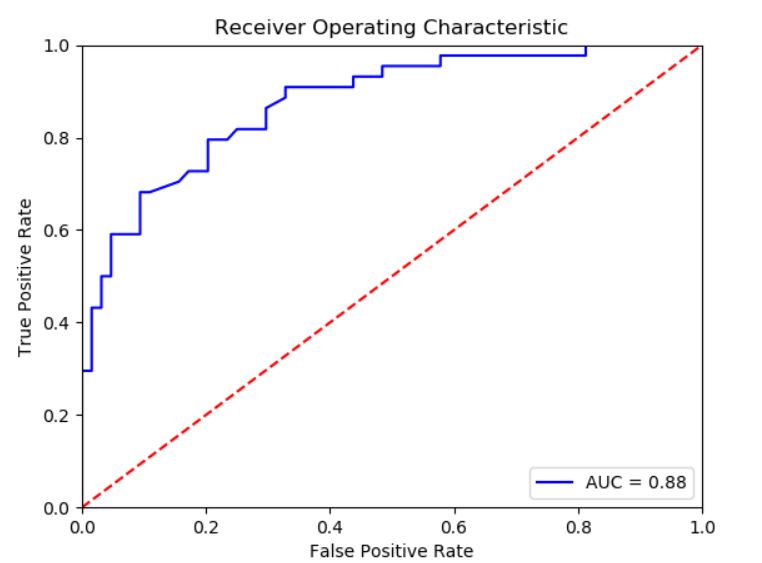 Receiver Operating Characteristic
1.0
0.8
0.6
0.4
0.2
0.0
True Positive Rate
AUC = 0.88
0.0 0.2 0.4 0.6 0.8 1.0
False Positive Rate